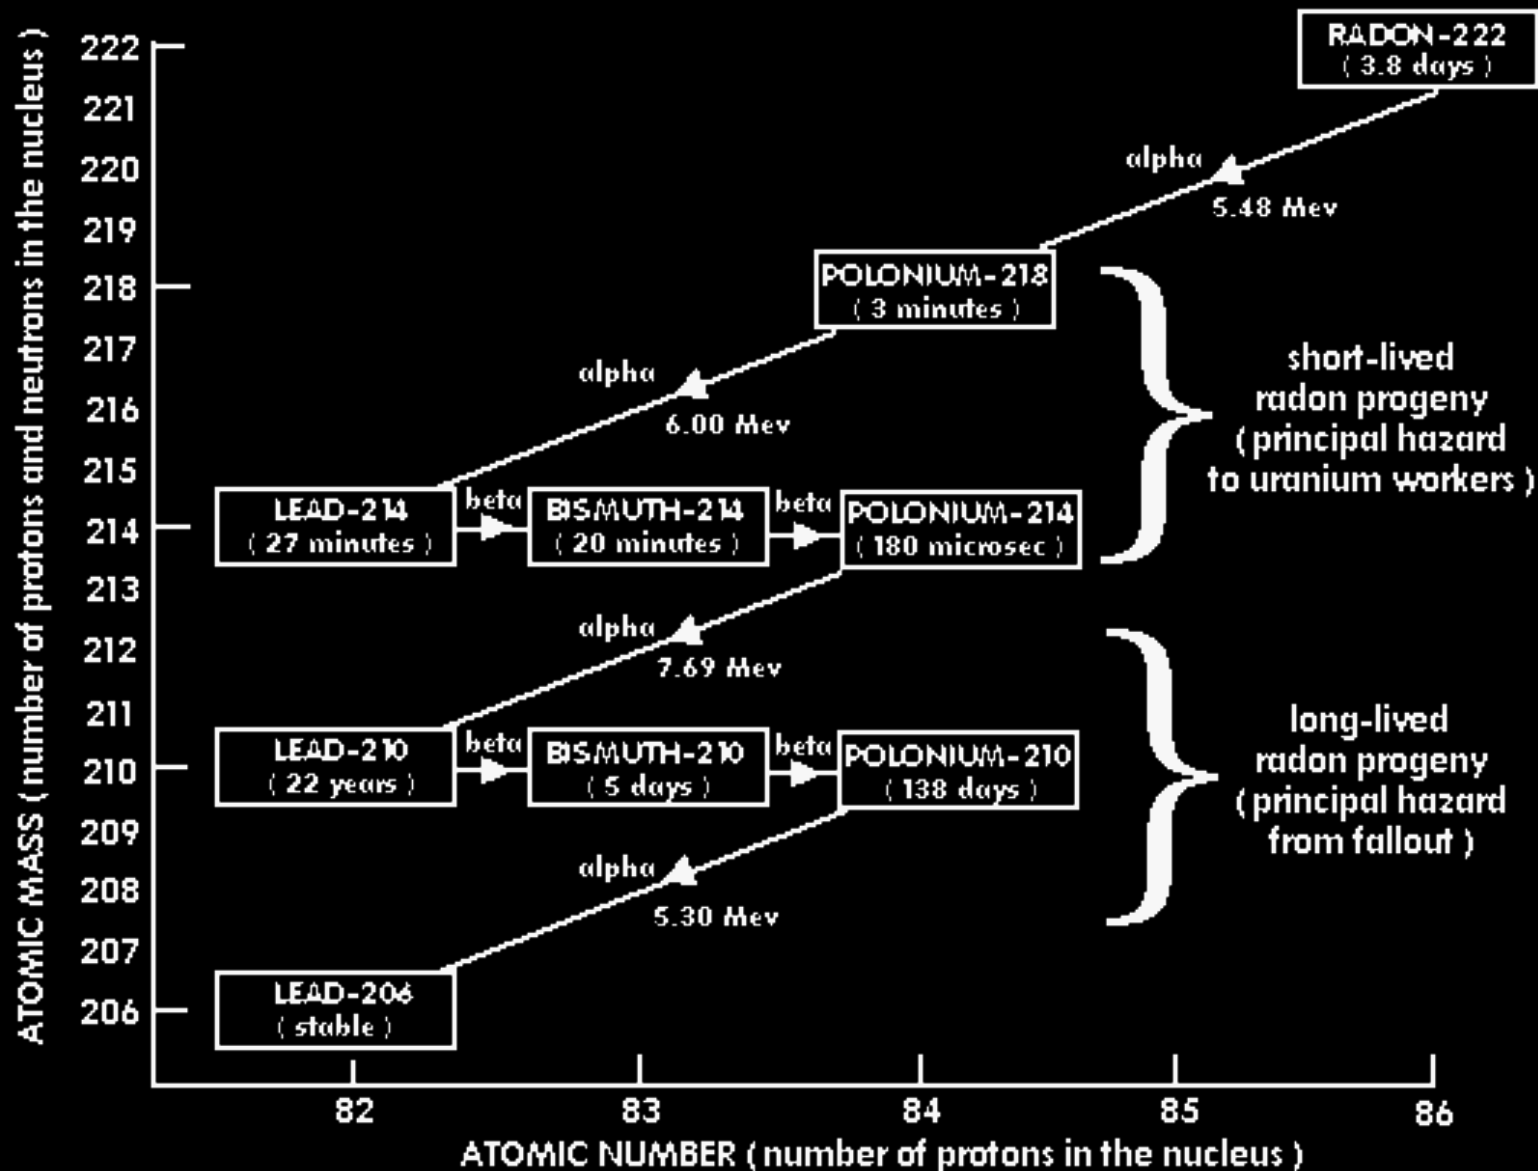 ATOMIC MASS ( number of protons and neutrons in the nucleus )
222
221
220
219
218
217
216
215
214
213
212
211
210
209
208
207
206
RADON-222
( 3.8 days )
alpha
5.48 Mev
POLONIUM-218
( 3 minutes )
alpha
6.00 Mev
short-lived
radon progeny
( principal hazard
to uranium workers )
LEAD-214
( 27 minutes )
beta
BISMUTH-214
( 20 minutes )
beta
POLONIUM-214
( 180 microsec )
alpha
7.69 Mev
LEAD-210
( 22 years )
beta
BISMUTH-210
( 5 days )
beta
POLONIUM-210
( 138 days )
long-lived
radon progeny
( principal hazard
from fallout )
alpha
5.30 Mev
LEAD-206
( stable )
82
83
84
85
86
ATOMIC NUMBER ( number of protons in the nucleus )